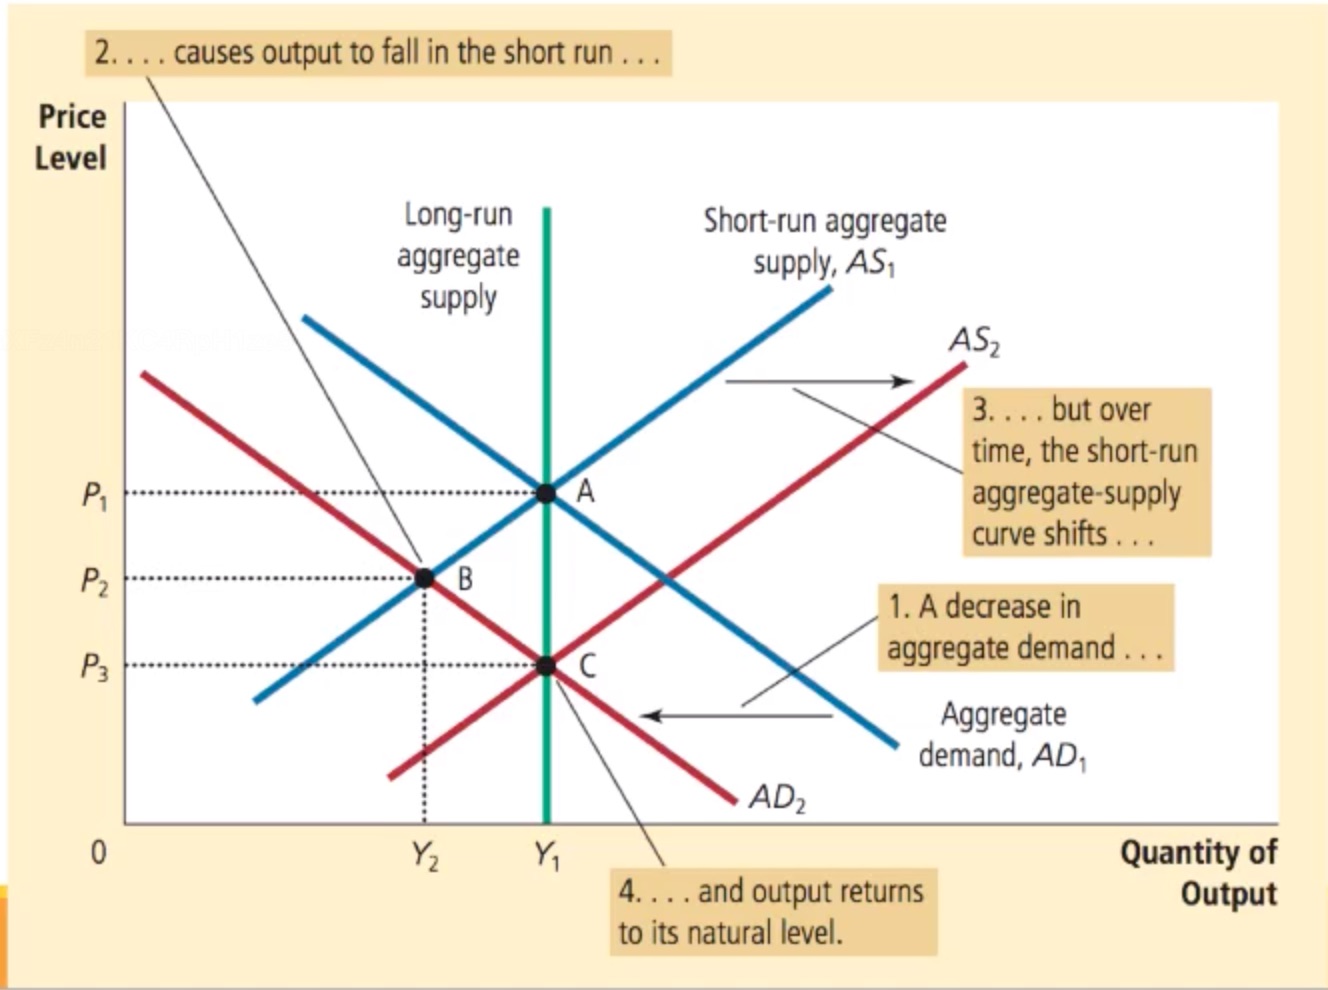 2. . . . causes output to fall in the short run . . .
Price
Level
Long-run
aggregate
supply
Short-run aggregate
supply, AS₁
AS₂
3. . . . but over
time, the short-run
aggregate-supply
curve shifts . . .
P₁
A
P₂
B
1. A decrease in
aggregate demand . . .
P₃
C
Aggregate
demand, AD₁
AD₂
0
Y₂
Y₁
Quantity of
Output
4. . . . and output returns
to its natural level.